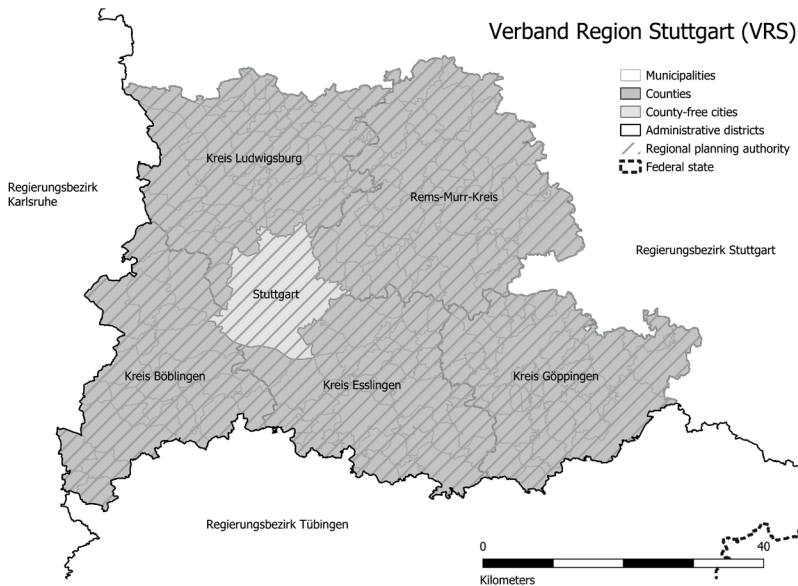 Verband Region Stuttgart (VRS)
Municipalities
Counties
County-free cities
Administrative districts
Regional planning authority
Federal state
Kreis Ludwigsburg
Regierungsbezirk
Karlsruhe
Rems-Murr-Kreis
Regierungsbezirk Stuttgart
Stuttgart
Kreis Böblingen
Kreis Esslingen
Kreis Göppingen
Regierungsbezirk Tübingen
0
40
Kilometers